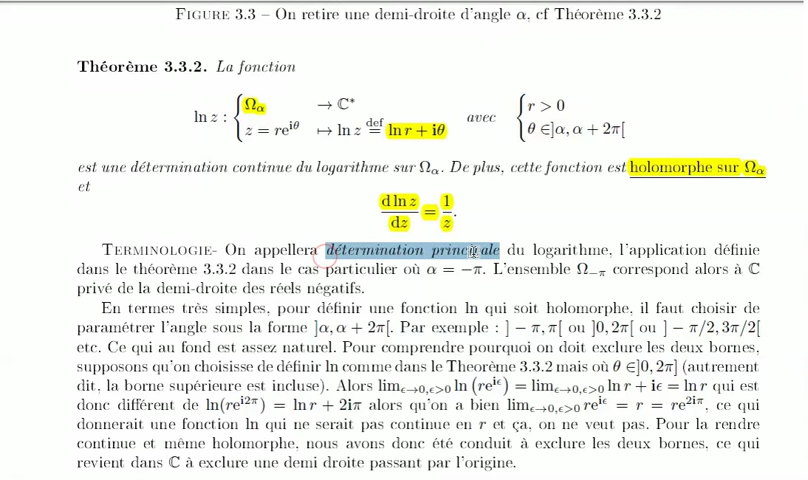 FIGURE 3.3 – On retire une demi-droite d'angle α, cf Théorème 3.3.2
Théorème 3.3.2. La fonction
ln z : { Ω_α → ℂ* avec { r > 0
z = re^{iθ} ↦ ln z \overset{def}{=} ln r + iθ θ ∈]α, α + 2π[
est une détermination continue du logarithme sur Ω_α. De plus, cette fonction est holomorphe sur Ω_α
et
d ln z / dz = 1 / z.
TERMINOLOGIE- On appellera détermination principale du logarithme, l'application définie
dans le théorème 3.3.2 dans le cas particulier où α = −π. L'ensemble Ω_{−π} correspond alors à ℂ
privé de la demi-droite des réels négatifs.
En termes très simples, pour définir une fonction ln qui soit holomorphe, il faut choisir de
paramétrer l'angle sous la forme ]α, α + 2π[. Par exemple : ] − π, π[ ou ]0, 2π[ ou ] − π/2, 3π/2[
etc. Ce qui au fond est assez naturel. Pour comprendre pourquoi on doit exclure les deux bornes,
supposons qu'on choisisse de définir ln comme dans le Theorème 3.3.2 mais où θ ∈]0, 2π] (autrement
dit, la borne supérieure est incluse). Alors lim_{ϵ→0,ϵ>0} ln (re^{iϵ}) = lim_{ϵ→0,ϵ>0} ln r + iϵ = ln r qui est
donc différent de ln(re^{i2π}) = ln r + 2iπ alors qu'on a bien lim_{ϵ→0,ϵ>0} re^{iϵ} = r = re^{2iπ}, ce qui
donnerait une fonction ln qui ne serait pas continue en r et ça, on ne veut pas. Pour la rendre
continue et même holomorphe, nous avons donc été conduit à exclure les deux bornes, ce qui
revient dans ℂ à exclure une demi droite passant par l'origine.